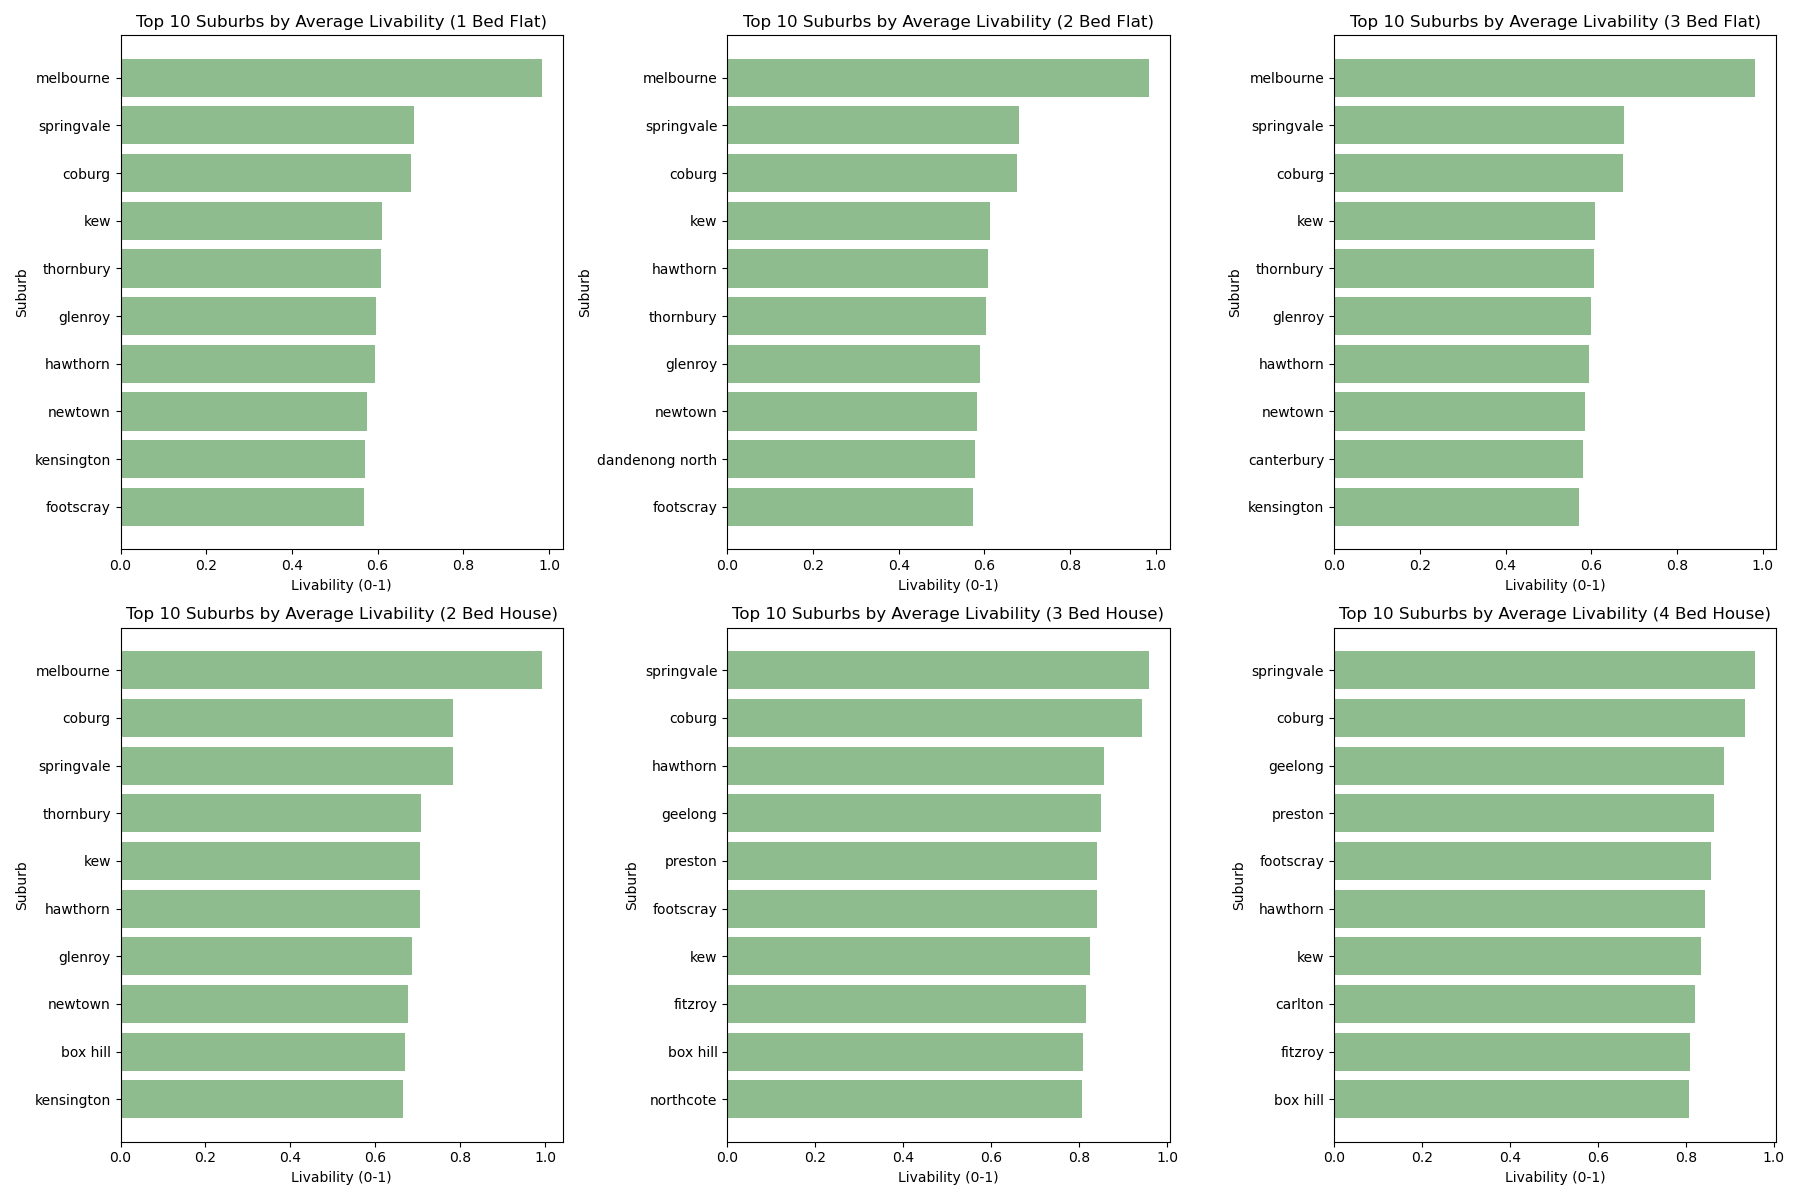 Top 10 Suburbs by Average Livability (1 Bed Flat)
Suburb
melbourne
springvale
coburg
kew
thornbury
glenroy
hawthorn
newtown
kensington
footscray
0.0 0.2 0.4 0.6 0.8 1.0
Livability (0-1)
Top 10 Suburbs by Average Livability (2 Bed Flat)
Suburb
melbourne
springvale
coburg
kew
hawthorn
thornbury
glenroy
newtown
dandenong north
footscray
0.0 0.2 0.4 0.6 0.8 1.0
Livability (0-1)
Top 10 Suburbs by Average Livability (3 Bed Flat)
Suburb
melbourne
springvale
coburg
kew
thornbury
glenroy
hawthorn
newtown
canterbury
kensington
0.0 0.2 0.4 0.6 0.8 1.0
Livability (0-1)
Top 10 Suburbs by Average Livability (2 Bed House)
Suburb
melbourne
coburg
springvale
thornbury
kew
hawthorn
glenroy
newtown
box hill
kensington
0.0 0.2 0.4 0.6 0.8 1.0
Livability (0-1)
Top 10 Suburbs by Average Livability (3 Bed House)
Suburb
springvale
coburg
hawthorn
geelong
preston
footscray
kew
fitzroy
box hill
northcote
0.0 0.2 0.4 0.6 0.8 1.0
Livability (0-1)
Top 10 Suburbs by Average Livability (4 Bed House)
Suburb
springvale
coburg
geelong
preston
footscray
hawthorn
kew
carlton
fitzroy
box hill
0.0 0.2 0.4 0.6 0.8 1.0
Livability (0-1)